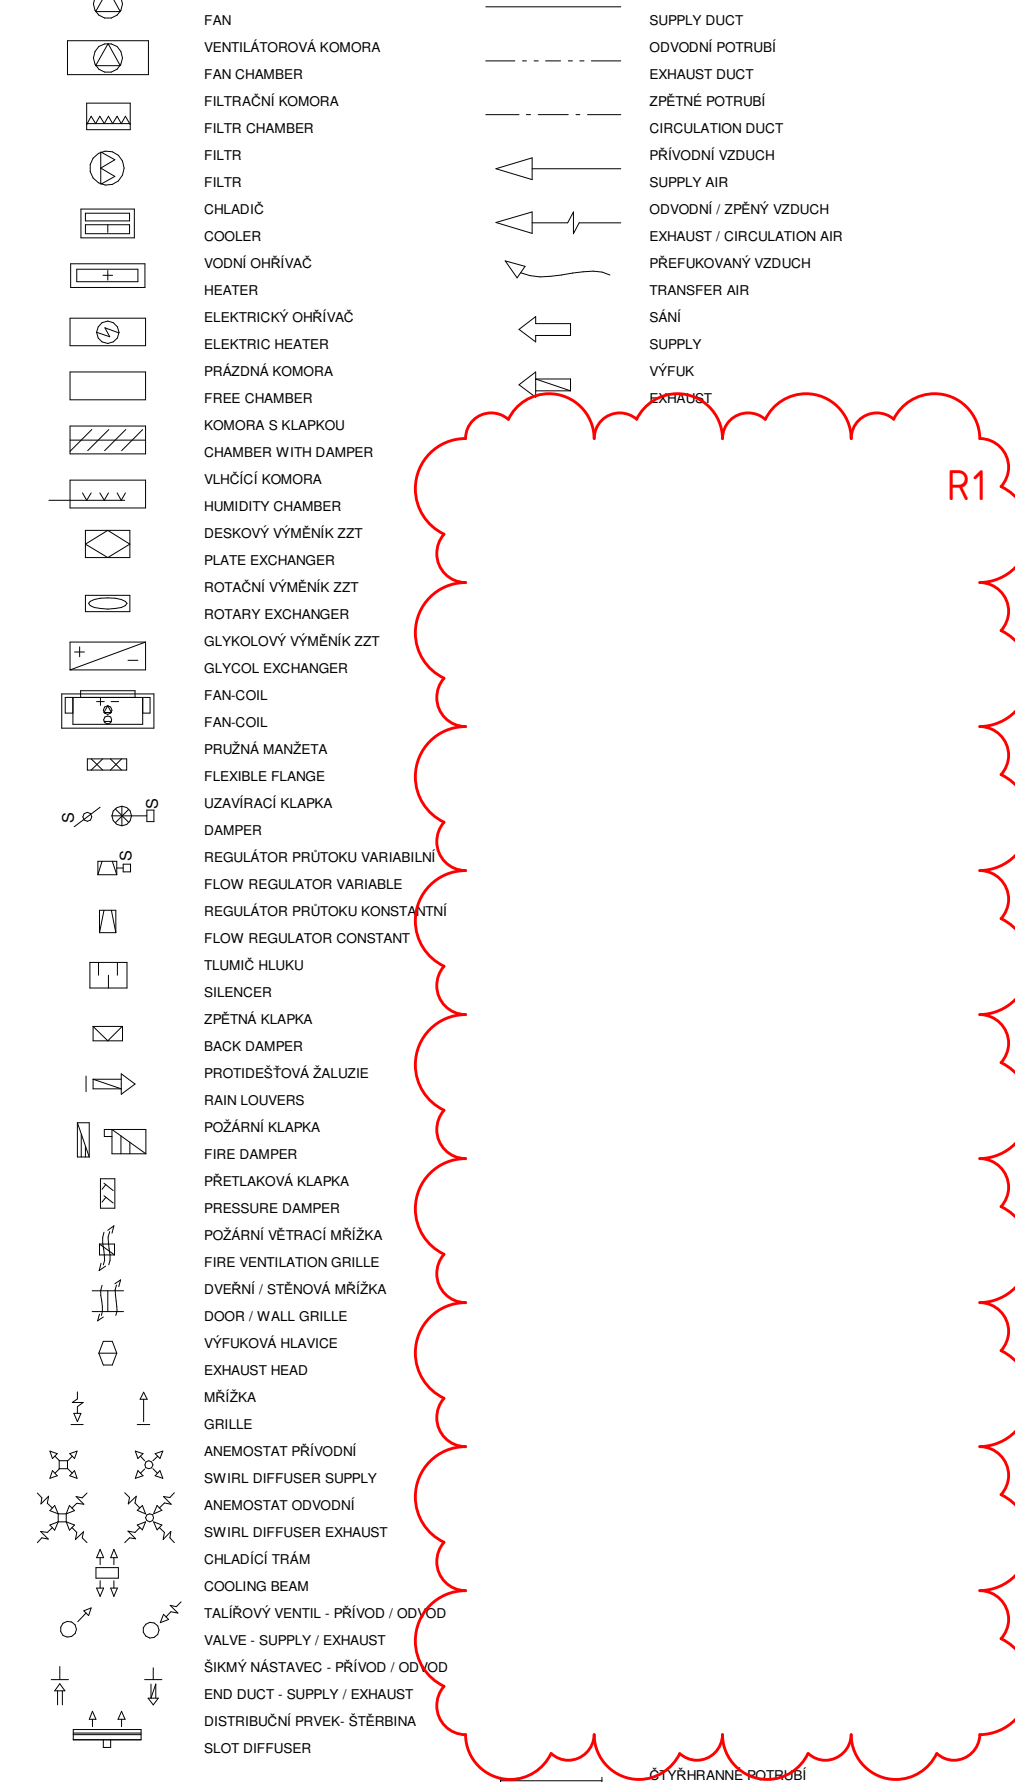 FAN
VENTILÁTOROVÁ KOMORA
FAN CHAMBER
FILTRAČNÍ KOMORA
FILTR CHAMBER
FILTR
FILTR
CHLADIČ
COOLER
VODNÍ OHŘÍVAČ
HEATER
ELEKTRICKÝ OHŘÍVAČ
ELEKTRIC HEATER
PRÁZDNÁ KOMORA
FREE CHAMBER
KOMORA S KLAPKOU
CHAMBER WITH DAMPER
VLHČÍCÍ KOMORA
HUMIDITY CHAMBER
DESKOVÝ VÝMĚNÍK ZZT
PLATE EXCHANGER
ROTAČNÍ VÝMĚNÍK ZZT
ROTARY EXCHANGER
GLYKOLOVÝ VÝMĚNÍK ZZT
GLYCOL EXCHANGER
FAN-COIL
FAN-COIL
PRUŽNÁ MANŽETA
FLEXIBLE FLANGE
S S
UZAVÍRACÍ KLAPKA
DAMPER
S
REGULÁTOR PRŮTOKU VARIABILNÍ
FLOW REGULATOR VARIABLE
REGULÁTOR PRŮTOKU KONSTANTNÍ
FLOW REGULATOR CONSTANT
TLUMIČ HLUKU
SILENCER
ZPĚTNÁ KLAPKA
BACK DAMPER
PROTIDEŠŤOVÁ ŽALUZIE
RAIN LOUVERS
POŽÁRNÍ KLAPKA
FIRE DAMPER
PŘETLAKOVÁ KLAPKA
PRESSURE DAMPER
POŽÁRNÍ VĚTRACÍ MŘÍŽKA
FIRE VENTILATION GRILLE
DVEŘNÍ / STĚNOVÁ MŘÍŽKA
DOOR / WALL GRILLE
VÝFUKOVÁ HLAVICE
EXHAUST HEAD
MŘÍŽKA
GRILLE
ANEMOSTAT PŘÍVODNÍ
SWIRL DIFFUSER SUPPLY
ANEMOSTAT ODVODNÍ
SWIRL DIFFUSER EXHAUST
CHLADÍCÍ TRÁM
COOLING BEAM
TALÍŘOVÝ VENTIL - PŘÍVOD / ODVOD
VALVE - SUPPLY / EXHAUST
ŠIKMÝ NÁSTAVEC - PŘÍVOD / ODVOD
END DUCT - SUPPLY / EXHAUST
DISTRIBUČNÍ PRVEK- ŠTĚRBINA
SLOT DIFFUSER
SUPPLY DUCT
ODVODNÍ POTRUBÍ
EXHAUST DUCT
ZPĚTNÉ POTRUBÍ
CIRCULATION DUCT
PŘÍVODNÍ VZDUCH
SUPPLY AIR
ODVODNÍ / ZPĚNÝ VZDUCH
EXHAUST / CIRCULATION AIR
PŘEFUKOVANÝ VZDUCH
TRANSFER AIR
SÁNÍ
SUPPLY
VÝFUK
EXHAUST
R1
ČTYŘHRANNÉ POTRUBÍ